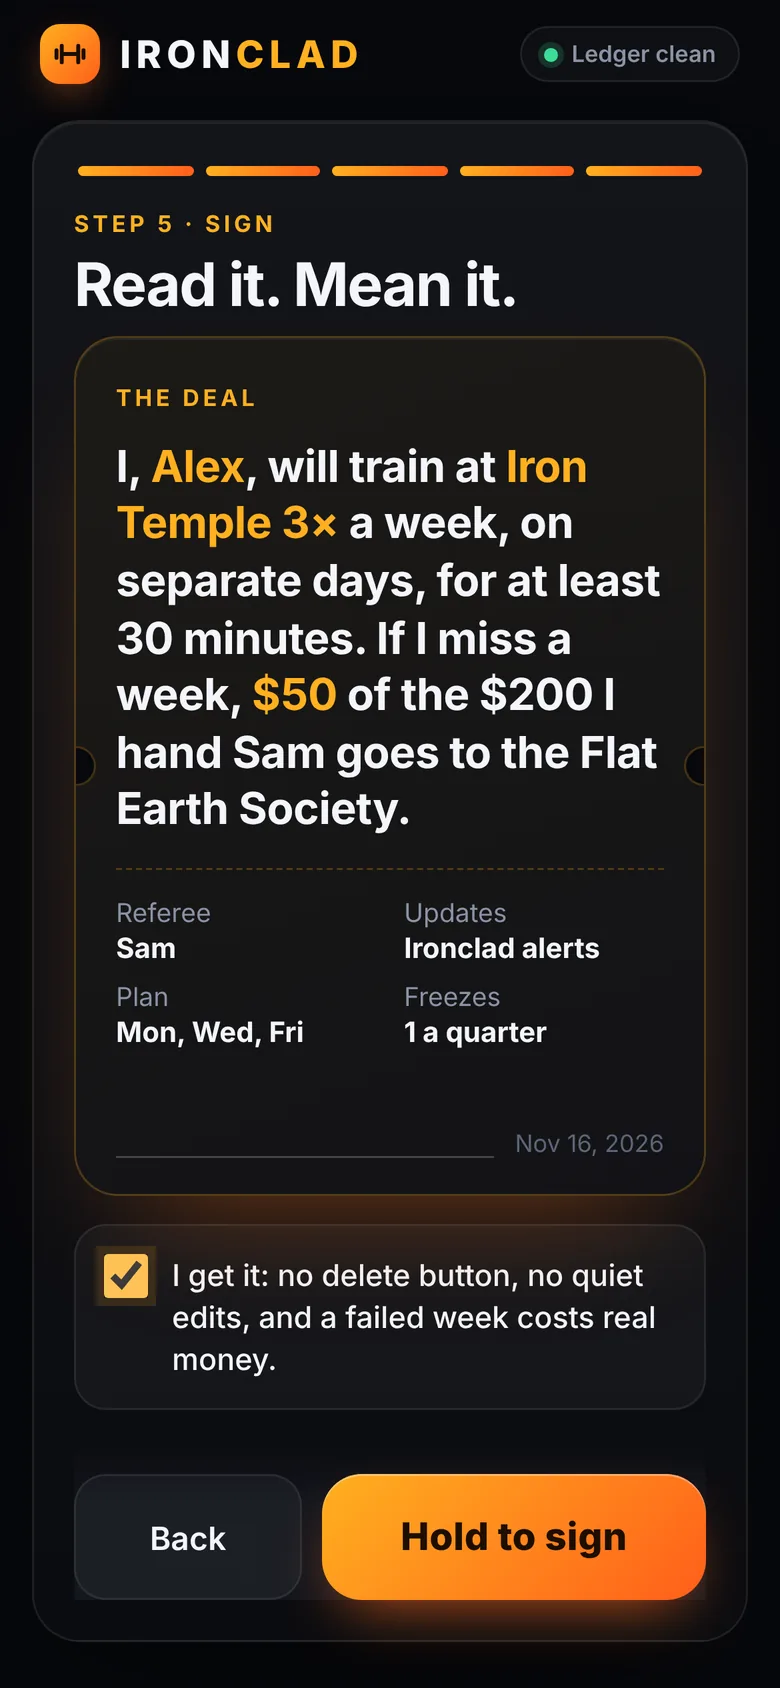 IRONCLAD
Ledger clean
STEP 5 · SIGN
Read it. Mean it.
THE DEAL
I, Alex, will train at Iron
Temple 3× a week, on
separate days, for at least
30 minutes. If I miss a
week, $50 of the $200 I
hand Sam goes to the Flat
Earth Society.
Referee
Sam
Updates
Ironclad alerts
Plan
Mon, Wed, Fri
Freezes
1 a quarter
Nov 16, 2026
I get it: no delete button, no quiet
edits, and a failed week costs real
money.
Back
Hold to sign